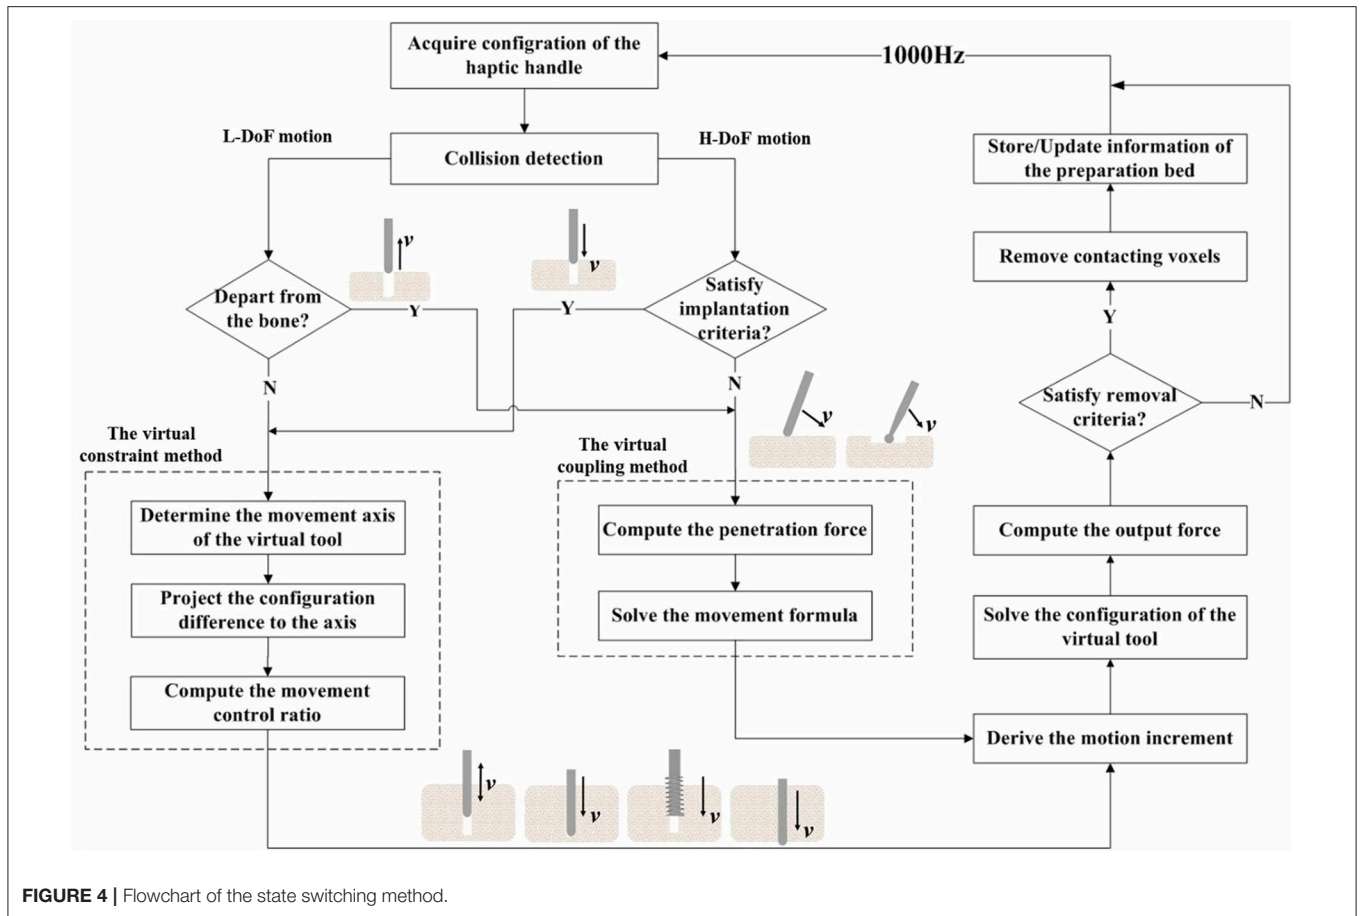 Acquire configration of the
haptic handle
1000Hz
L-DoF motion
Collision detection
H-DoF motion
Store/Update information of
the preparation bed
v
v
Remove contacting voxels
Depart from
the bone?
Y
Y
Satisfy
implantation
criteria?
Y
N
N
v
v
Satisfy removal
criteria?
N
The virtual
constraint method
The virtual
coupling method
Determine the movement axis
of the virtual tool
Compute the penetration force
Compute the output force
Project the configuration
difference to the axis
Solve the movement formula
Solve the configuration of the
virtual tool
Compute the movement
control ratio
Derive the motion increment
v
v
v
v
FIGURE 4 | Flowchart of the state switching method.